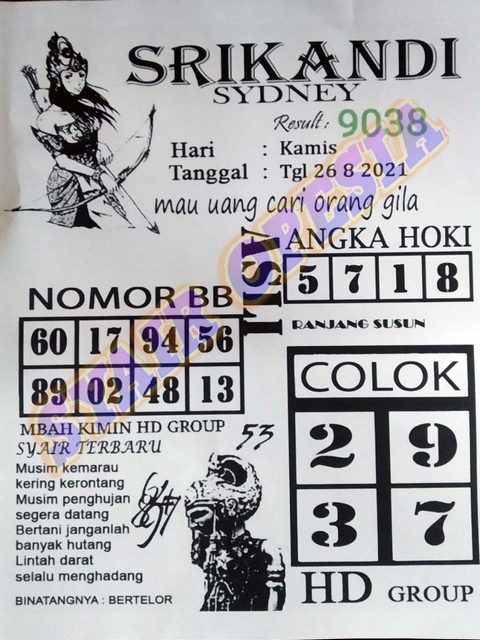 SRIKANDI
SYDNEY
Result : 9038
Hari : Kamis
Tanggal : Tgl 26 8 2021
mau uang cari orang gila
ANGKA HOKI
5 7 1 8
NOMOR BB
60 17 94 56
89 02 48 13
RANJANG SUSUN
COLOK
2 9
3 7
MBAH KIMIN HD GROUP
53
SYAIR TERBARU
Musim kemarau
kering kerontang
Musim penghujan
segera datang
Bertani janganlah
banyak hutang
Lintah darat
selalu menghadang
BINATANGNYA : BERTELOR
HD GROUP
SYAIR OPESIA